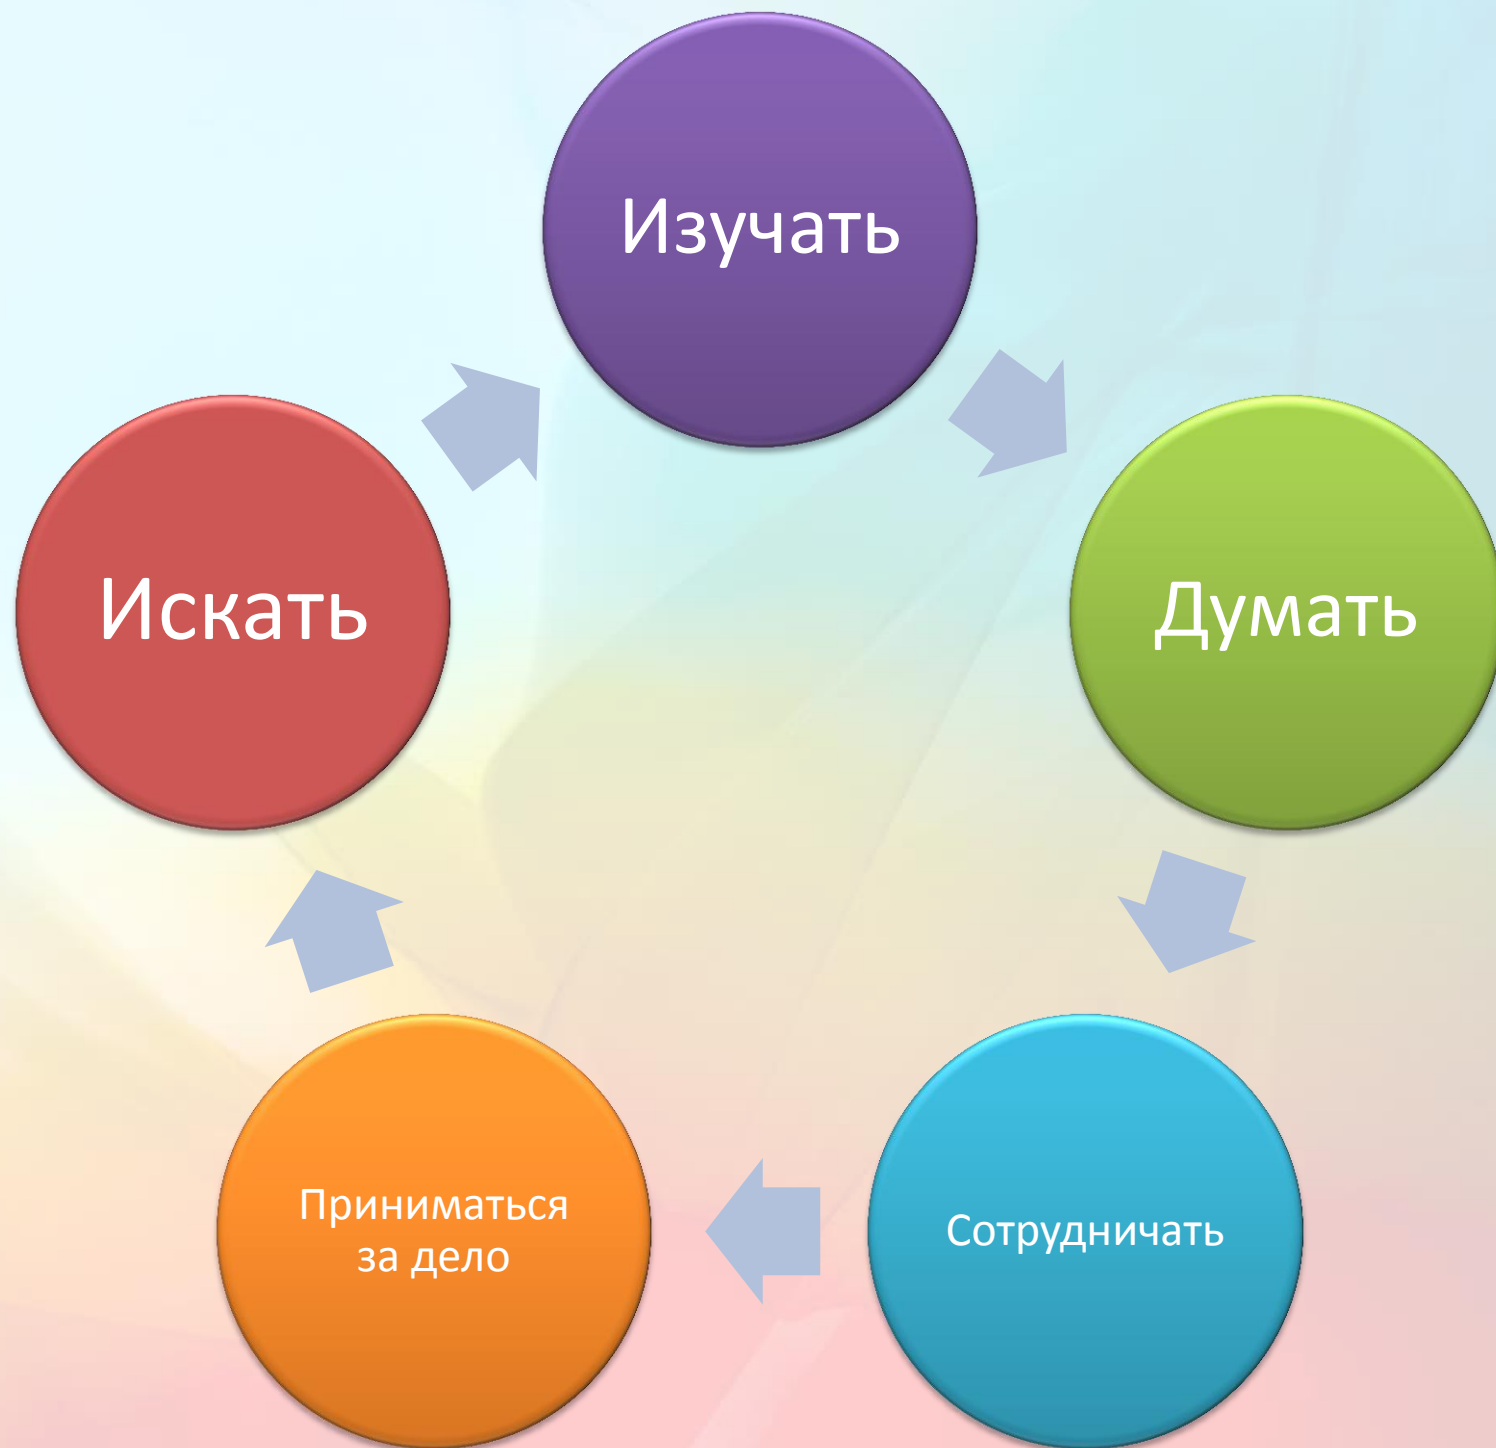 Изучать
Думать
Сотрудничать
Приниматься
за дело
Искать